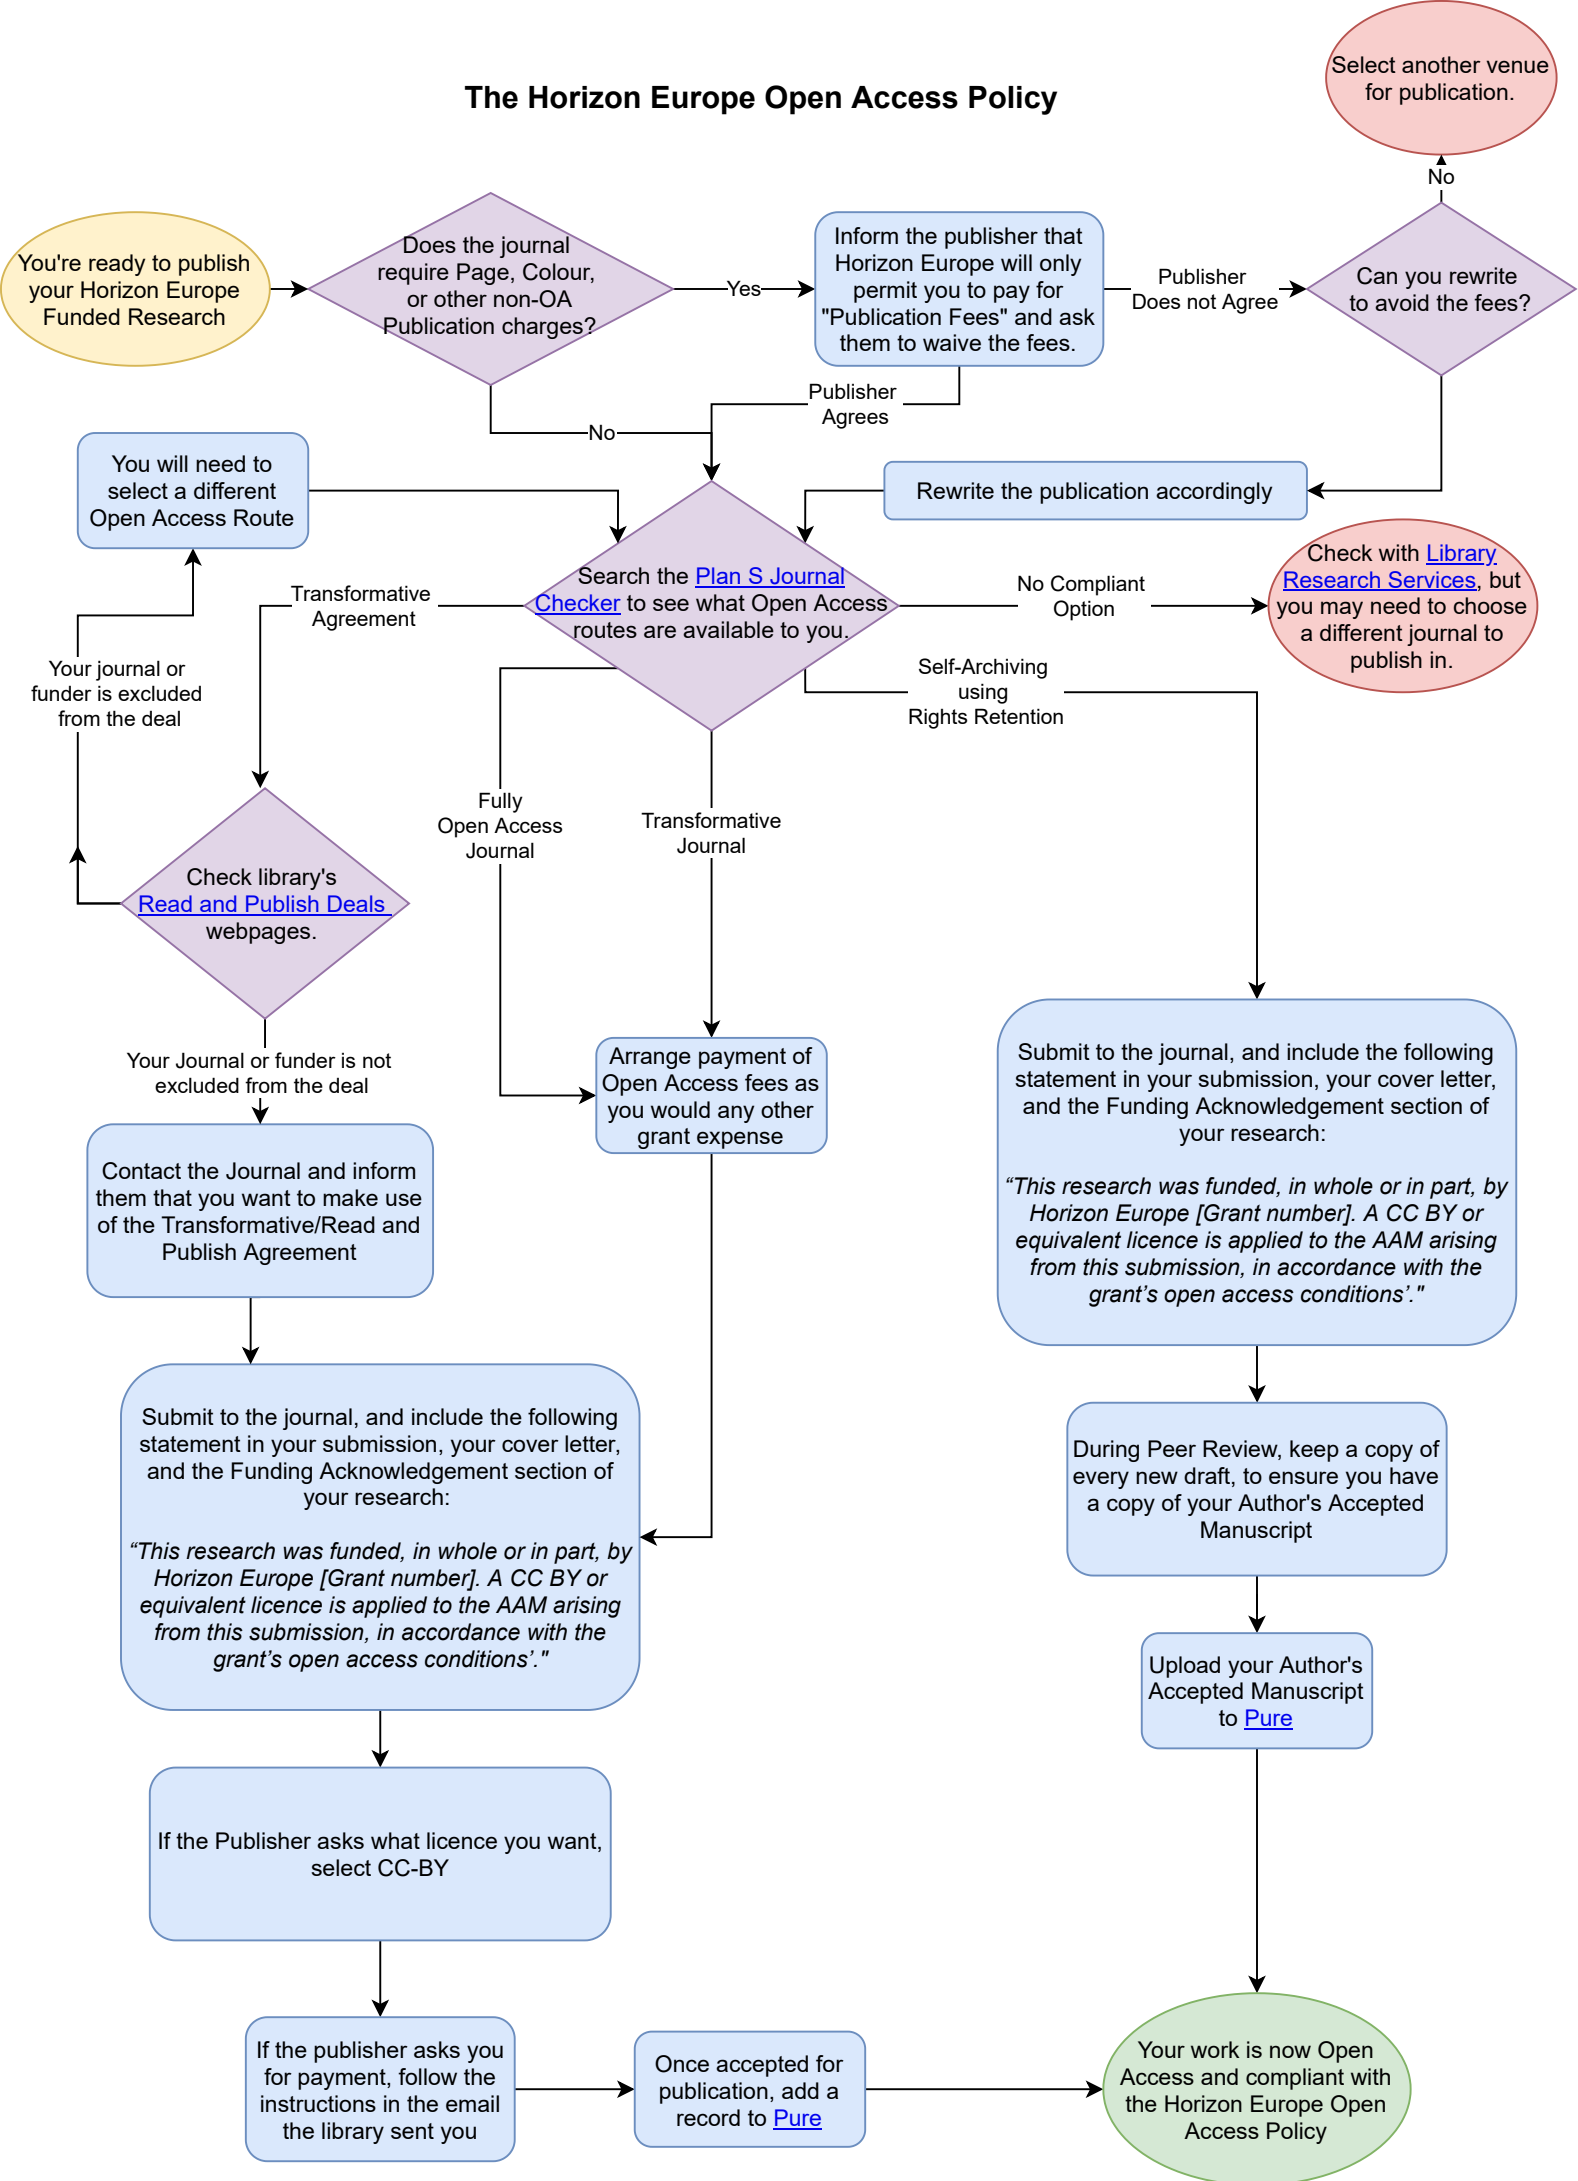 The Horizon Europe Open Access Policy
Select another venue
for publication.
No
You're ready to publish
your Horizon Europe
Funded Research
Does the journal
require Page, Colour,
or other non-OA
Publication charges?
Yes
Inform the publisher that
Horizon Europe will only
permit you to pay for
"Publication Fees" and ask
them to waive the fees.
Publisher
Does not Agree
Can you rewrite
to avoid the fees?
Publisher
Agrees
No
You will need to
select a different
Open Access Route
Rewrite the publication accordingly
Search the Plan S Journal
Checker to see what Open Access
routes are available to you.
No Compliant
Option
Check with Library
Research Services, but
you may need to choose
a different journal to
publish in.
Transformative
Agreement
Your journal or
funder is excluded
from the deal
Self-Archiving
using
Rights Retention
Fully
Open Access
Journal
Transformative
Journal
Check library's
Read and Publish Deals
webpages.
Your Journal or funder is not
excluded from the deal
Arrange payment of
Open Access fees as
you would any other
grant expense
Submit to the journal, and include the following
statement in your submission, your cover letter,
and the Funding Acknowledgement section of
your research:
“This research was funded, in whole or in part, by
Horizon Europe [Grant number]. A CC BY or
equivalent licence is applied to the AAM arising
from this submission, in accordance with the
grant’s open access conditions’."
Contact the Journal and inform
them that you want to make use
of the Transformative/Read and
Publish Agreement
Submit to the journal, and include the following
statement in your submission, your cover letter,
and the Funding Acknowledgement section of
your research:
“This research was funded, in whole or in part, by
Horizon Europe [Grant number]. A CC BY or
equivalent licence is applied to the AAM arising
from this submission, in accordance with the
grant’s open access conditions’."
During Peer Review, keep a copy of
every new draft, to ensure you have
a copy of your Author's Accepted
Manuscript
Upload your Author's
Accepted Manuscript
to Pure
If the Publisher asks what licence you want,
select CC-BY
If the publisher asks you
for payment, follow the
instructions in the email
the library sent you
Once accepted for
publication, add a
record to Pure
Your work is now Open
Access and compliant with
the Horizon Europe Open
Access Policy